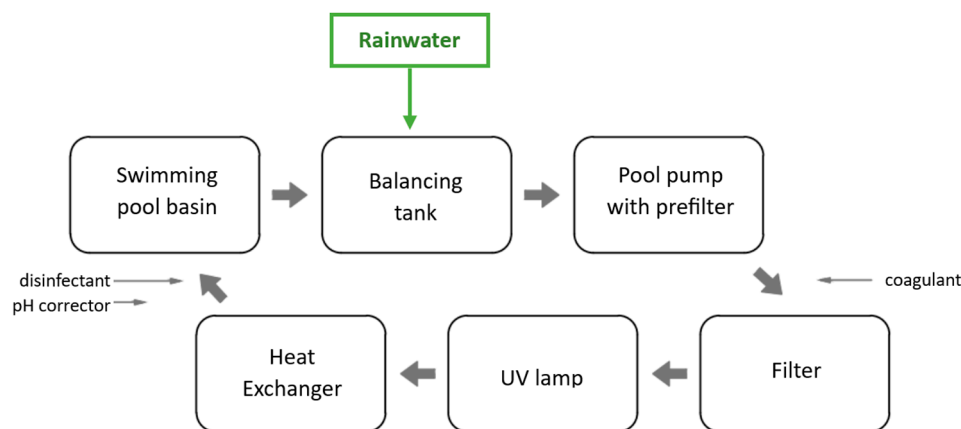 Rainwater
Swimming
pool basin
Balancing
tank
Pool pump
with prefilter
disinfectant
pH corrector
coagulant
Heat
Exchanger
UV lamp
Filter